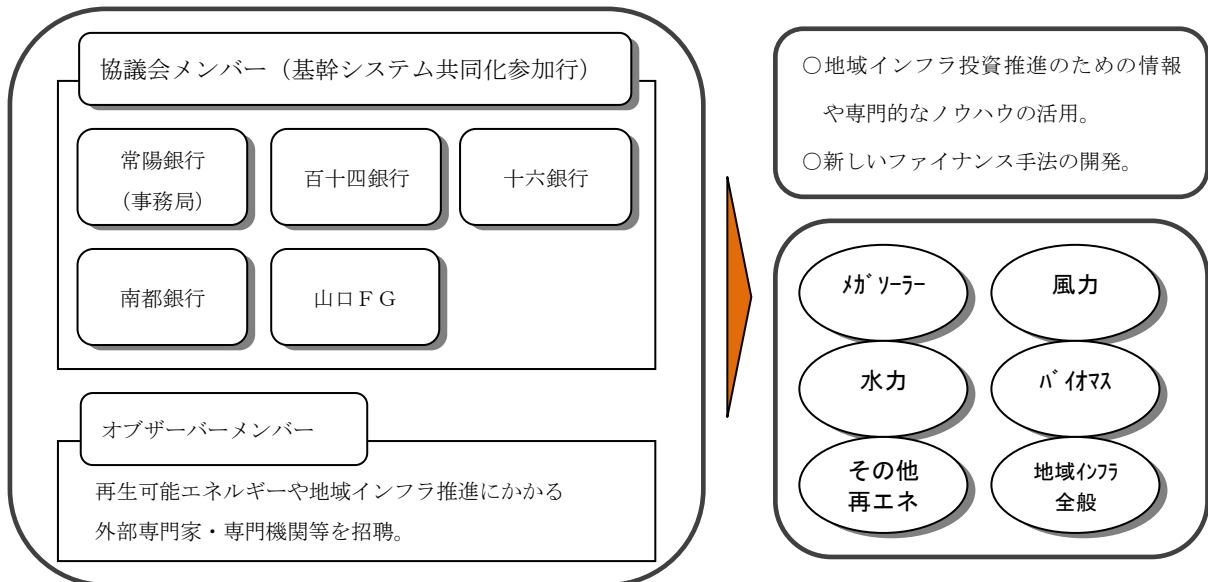 協議会メンバー（基幹システム共同化参加行）
常陽銀行
（事務局）
百十四銀行
十六銀行
南都銀行
山口ＦＧ
オブザーバーメンバー
再生可能エネルギーや地域インフラ推進にかかる
外部専門家・専門機関等を招聘。
○地域インフラ投資推進のための情報
や専門的なノウハウの活用。
○新しいファイナンス手法の開発。
ﾒｶﾞｿｰﾗｰ
風力
水力
ﾊﾞｲｵﾏｽ
その他
再エネ
地域ｲﾝﾌﾗ
全般